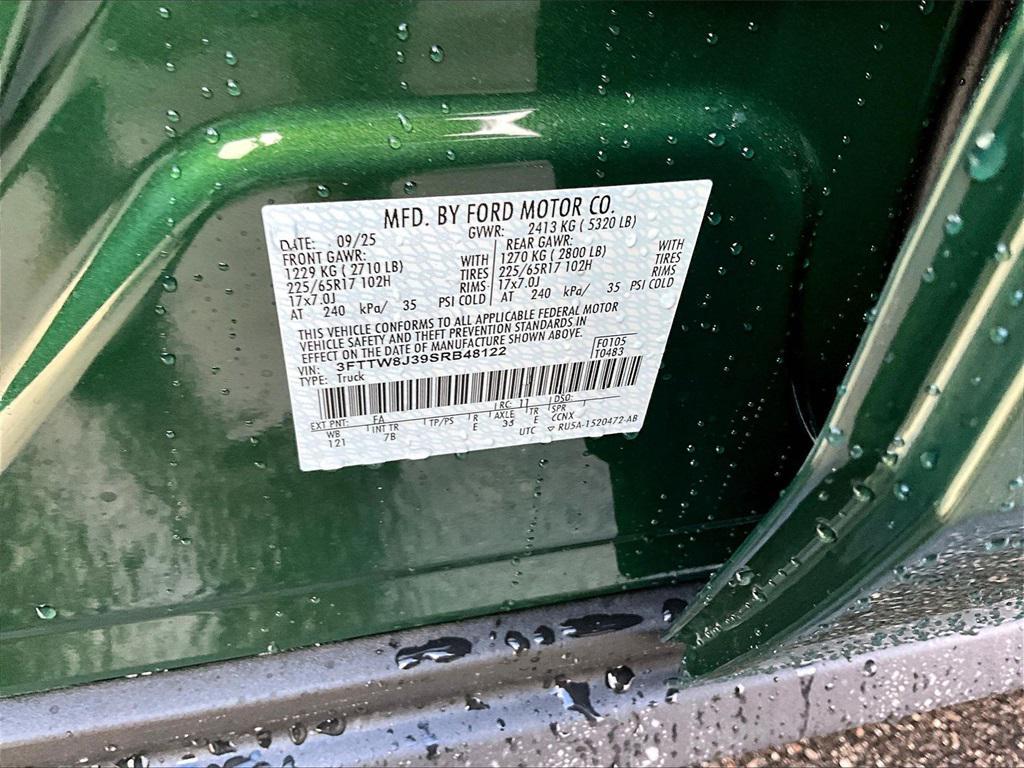 MFD. BY FORD MOTOR CO.
DATE: 09/25 GVWR: 2413 KG ( 5320 LB)
FRONT GAWR: WITH REAR GAWR: WITH
1229 KG ( 2710 LB) TIRES 1270 KG ( 2800 LB) TIRES
225/65R17 102H RIMS 225/65R17 102H RIMS
17x7.0J 17x7.0J
AT 240 kPa/ 35 PSI COLD AT 240 kPa/ 35 PSI COLD
THIS VEHICLE CONFORMS TO ALL APPLICABLE FEDERAL MOTOR
VEHICLE SAFETY AND THEFT PREVENTION STANDARDS IN
EFFECT ON THE DATE OF MANUFACTURE SHOWN ABOVE.
VIN: 3FTTW8J39SRB48122 F0105
TYPE: Truck T0483
EXT PNT: EA RC: 11 DSO:
WB INT TR TP/PS R AXLE TR SPR
121 7B E 35 E CCNX
UTC RU5A-1520472-AB